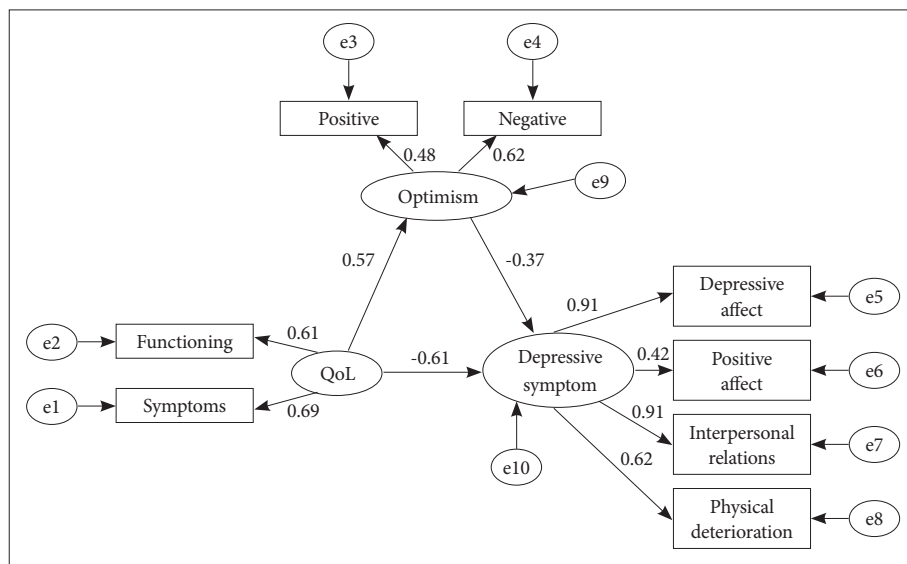 e3
e4
Positive
Negative
0.48
0.62
e9
Optimism
0.57
-0.37
Depressive
affect
e5
0.91
e2
Functioning
0.61
-0.61
QoL
Depressive
symptom
0.42
Positive
affect
e6
e1
Symptoms
0.69
0.91
Interpersonal
relations
e7
e10
0.62
Physical
deterioration
e8